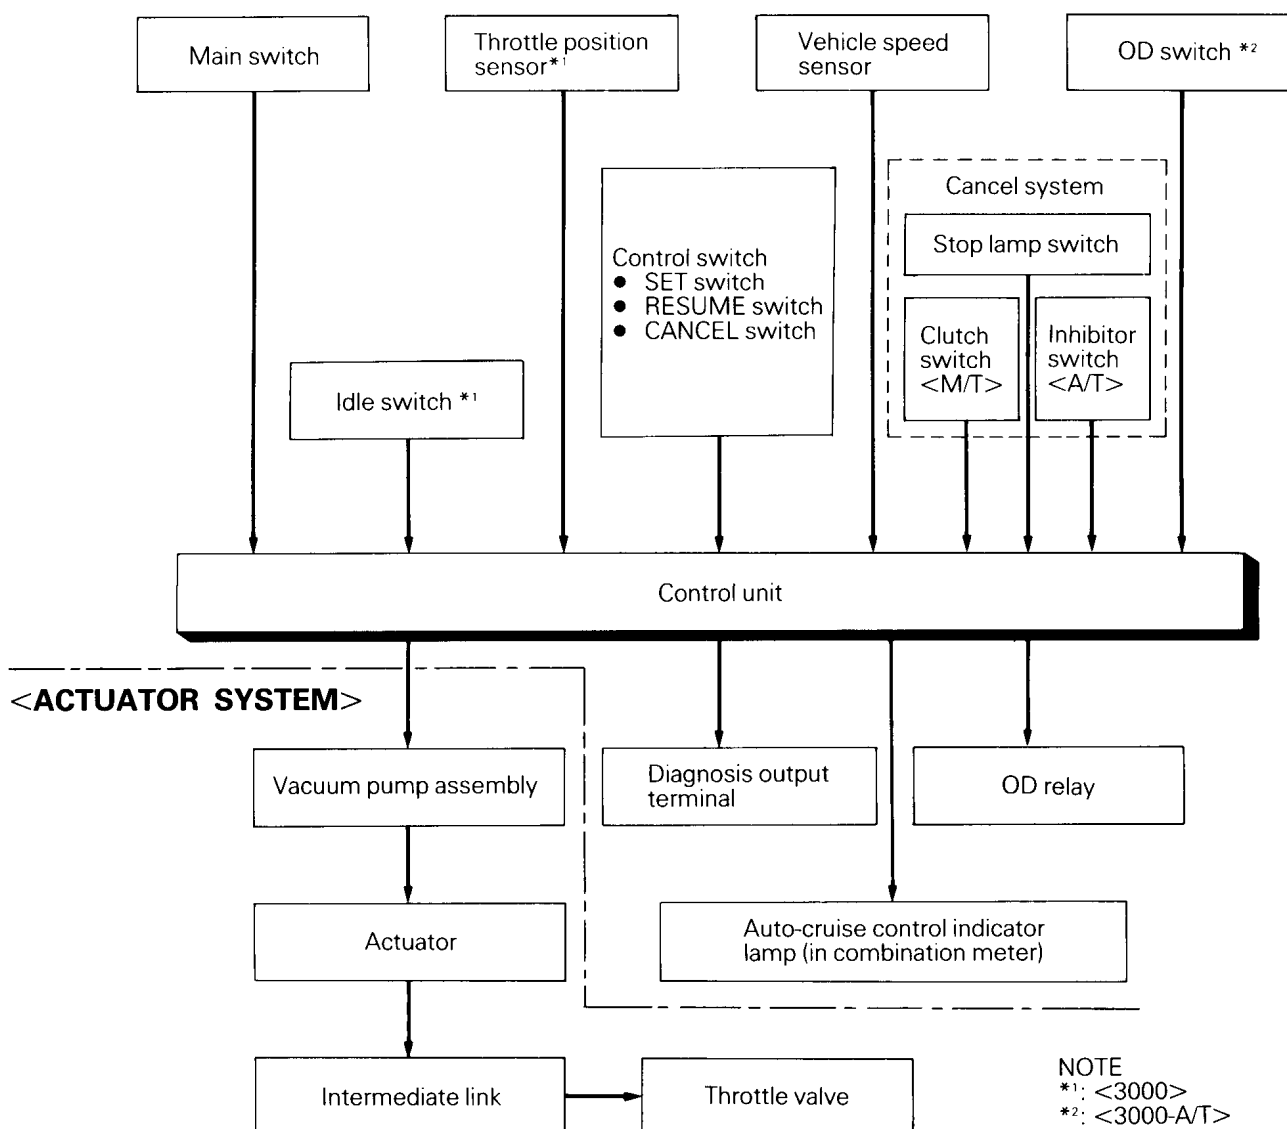 Main switch
Throttle position
sensor*¹
Vehicle speed
sensor
OD switch *²
Cancel system
Stop lamp switch
Control switch
● SET switch
● RESUME switch
● CANCEL switch
Clutch
switch
<M/T>
Inhibitor
switch
<A/T>
Idle switch *¹
Control unit
<ACTUATOR SYSTEM>
Vacuum pump assembly
Diagnosis output
terminal
OD relay
Actuator
Auto-cruise control indicator
lamp (in combination meter)
Intermediate link
Throttle valve
NOTE
*¹: <3000>
*²: <3000-A/T>